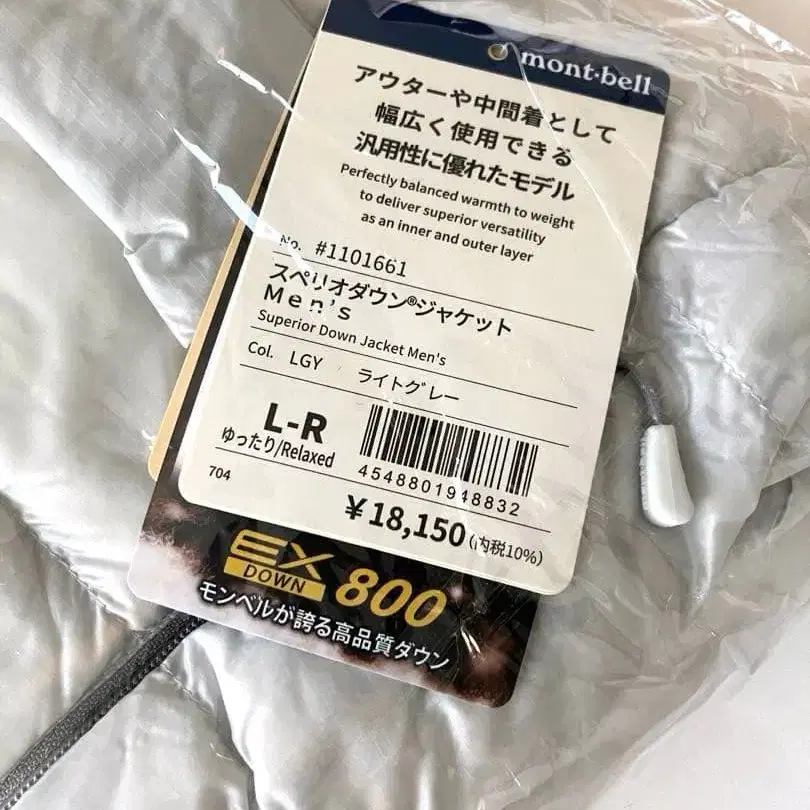 mont-bell
アウターや中間着として
幅広く使用できる
汎用性に優れたモデル
Perfectly balanced warmth to weight
to deliver superior versatility
as an inner and outer layer
No. #1101661
スペリオダウン®ジャケット
Men's
Superior Down Jacket Men's
Col. LGY ライトグレー
L-R
ゆったり/Relaxed
4548801948832
704
¥18,150(内税10%)
EX
DOWN
800
モンベルが誇る高品質ダウン